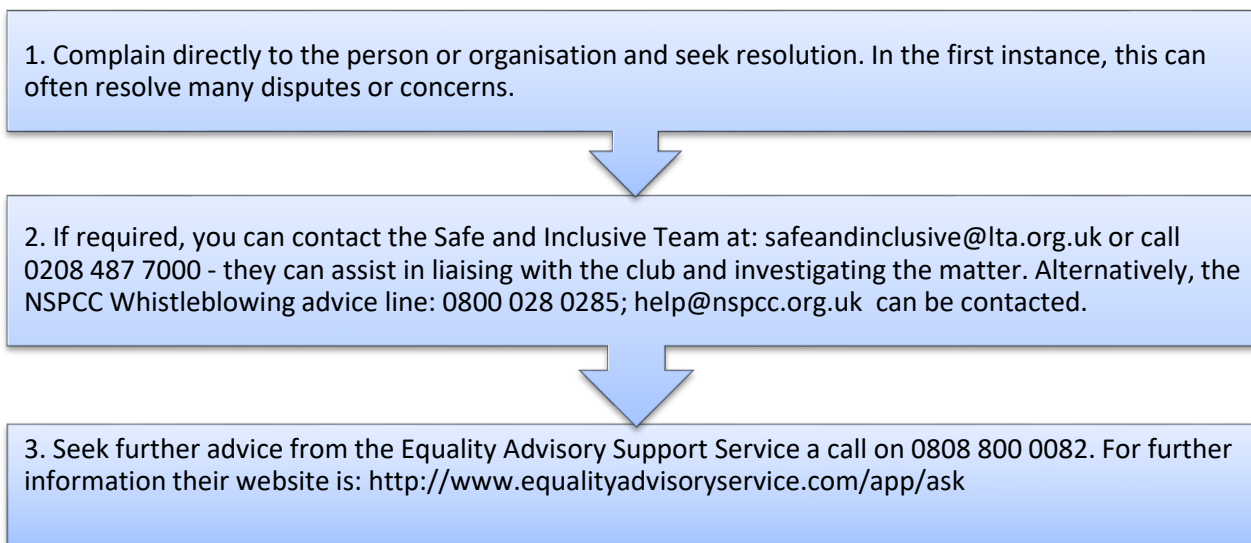 1. Complain directly to the person or organisation and seek resolution. In the first instance, this can
often resolve many disputes or concerns.
2. If required, you can contact the Safe and Inclusive Team at: safeandinclusive@lta.org.uk or call
0208 487 7000 - they can assist in liaising with the club and investigating the matter. Alternatively, the
NSPCC Whistleblowing advice line: 0800 028 0285; help@nspcc.org.uk  can be contacted.
3. Seek further advice from the Equality Advisory Support Service a call on 0808 800 0082. For further
information their website is: http://www.equalityadvisoryservice.com/app/ask